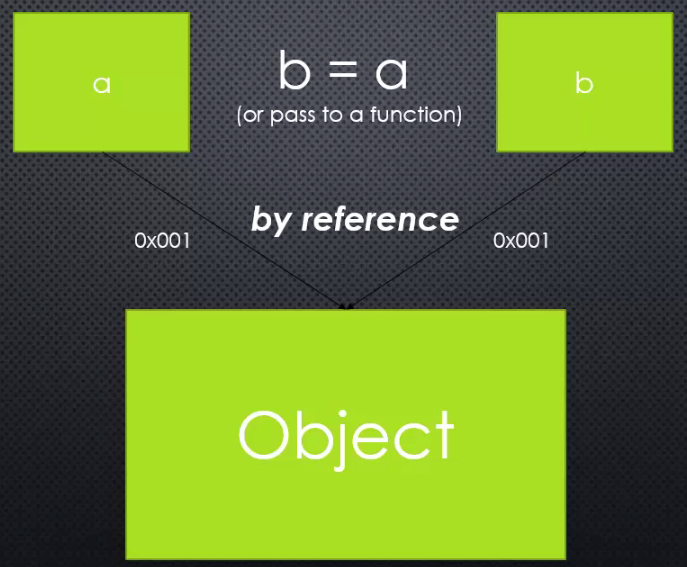 a
b = a
(or pass to a function)
b
by reference
0x001
0x001
Object